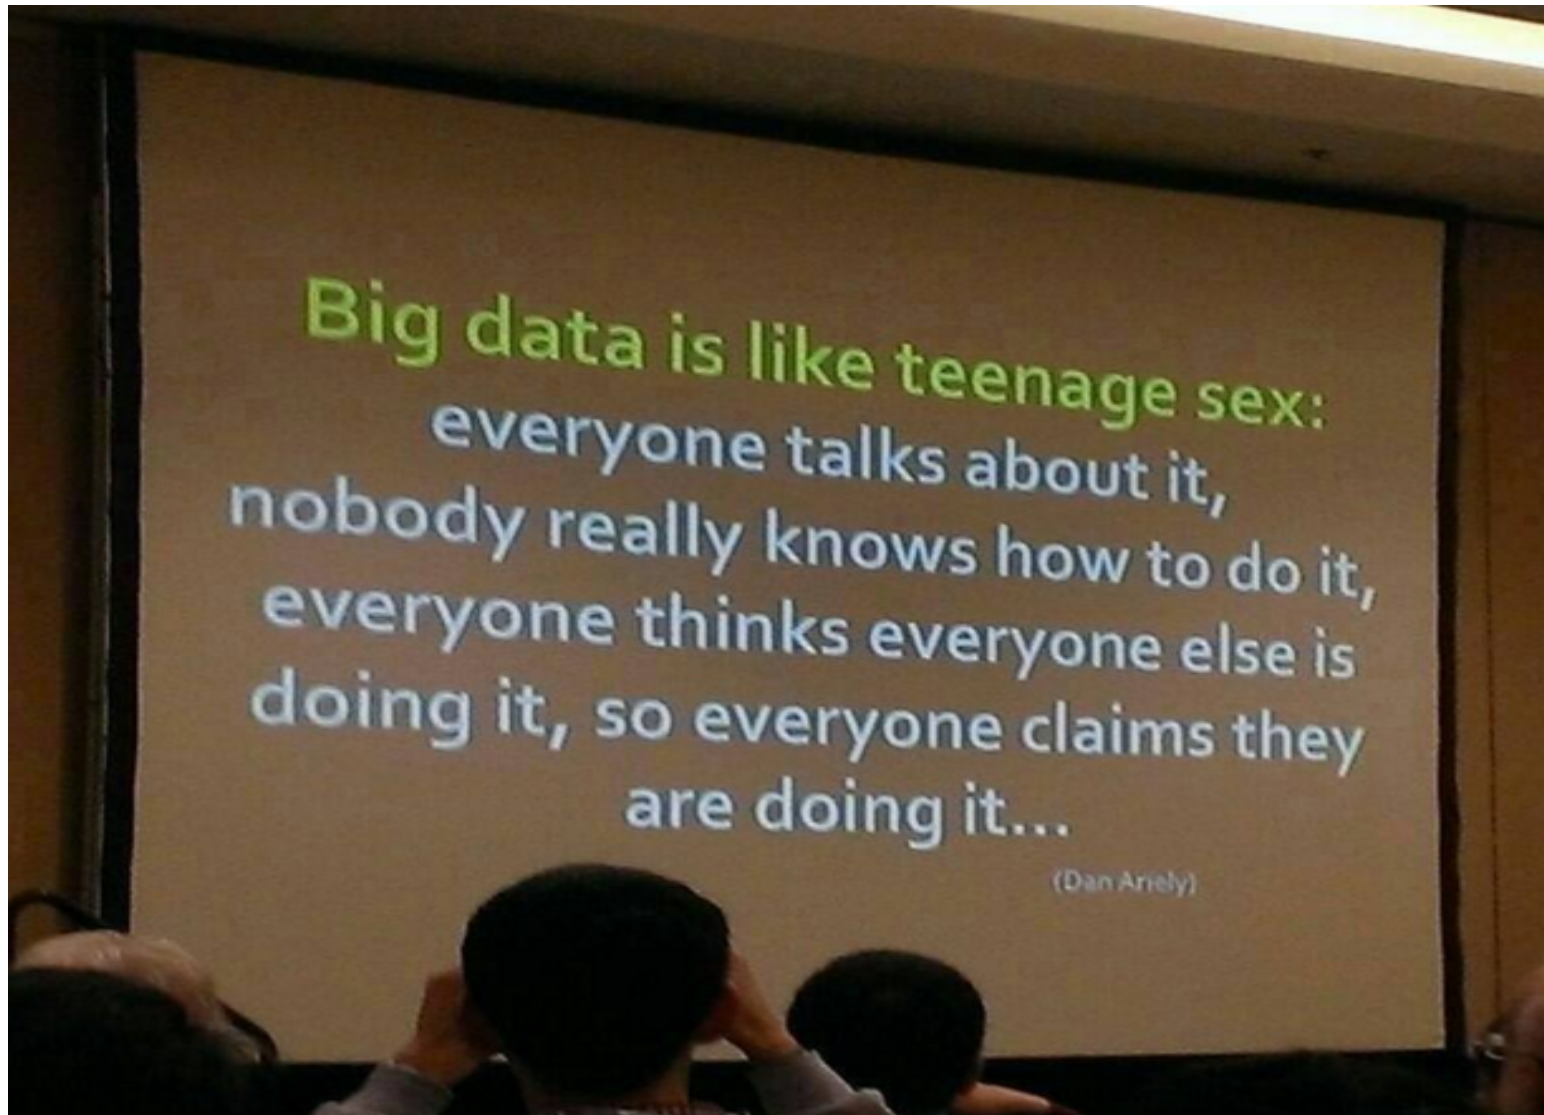 Big data is like teenage sex:
everyone talks about it,
nobody really knows how to do it,
everyone thinks everyone else is
doing it, so everyone claims they
are doing it...
(Dan Ariely)